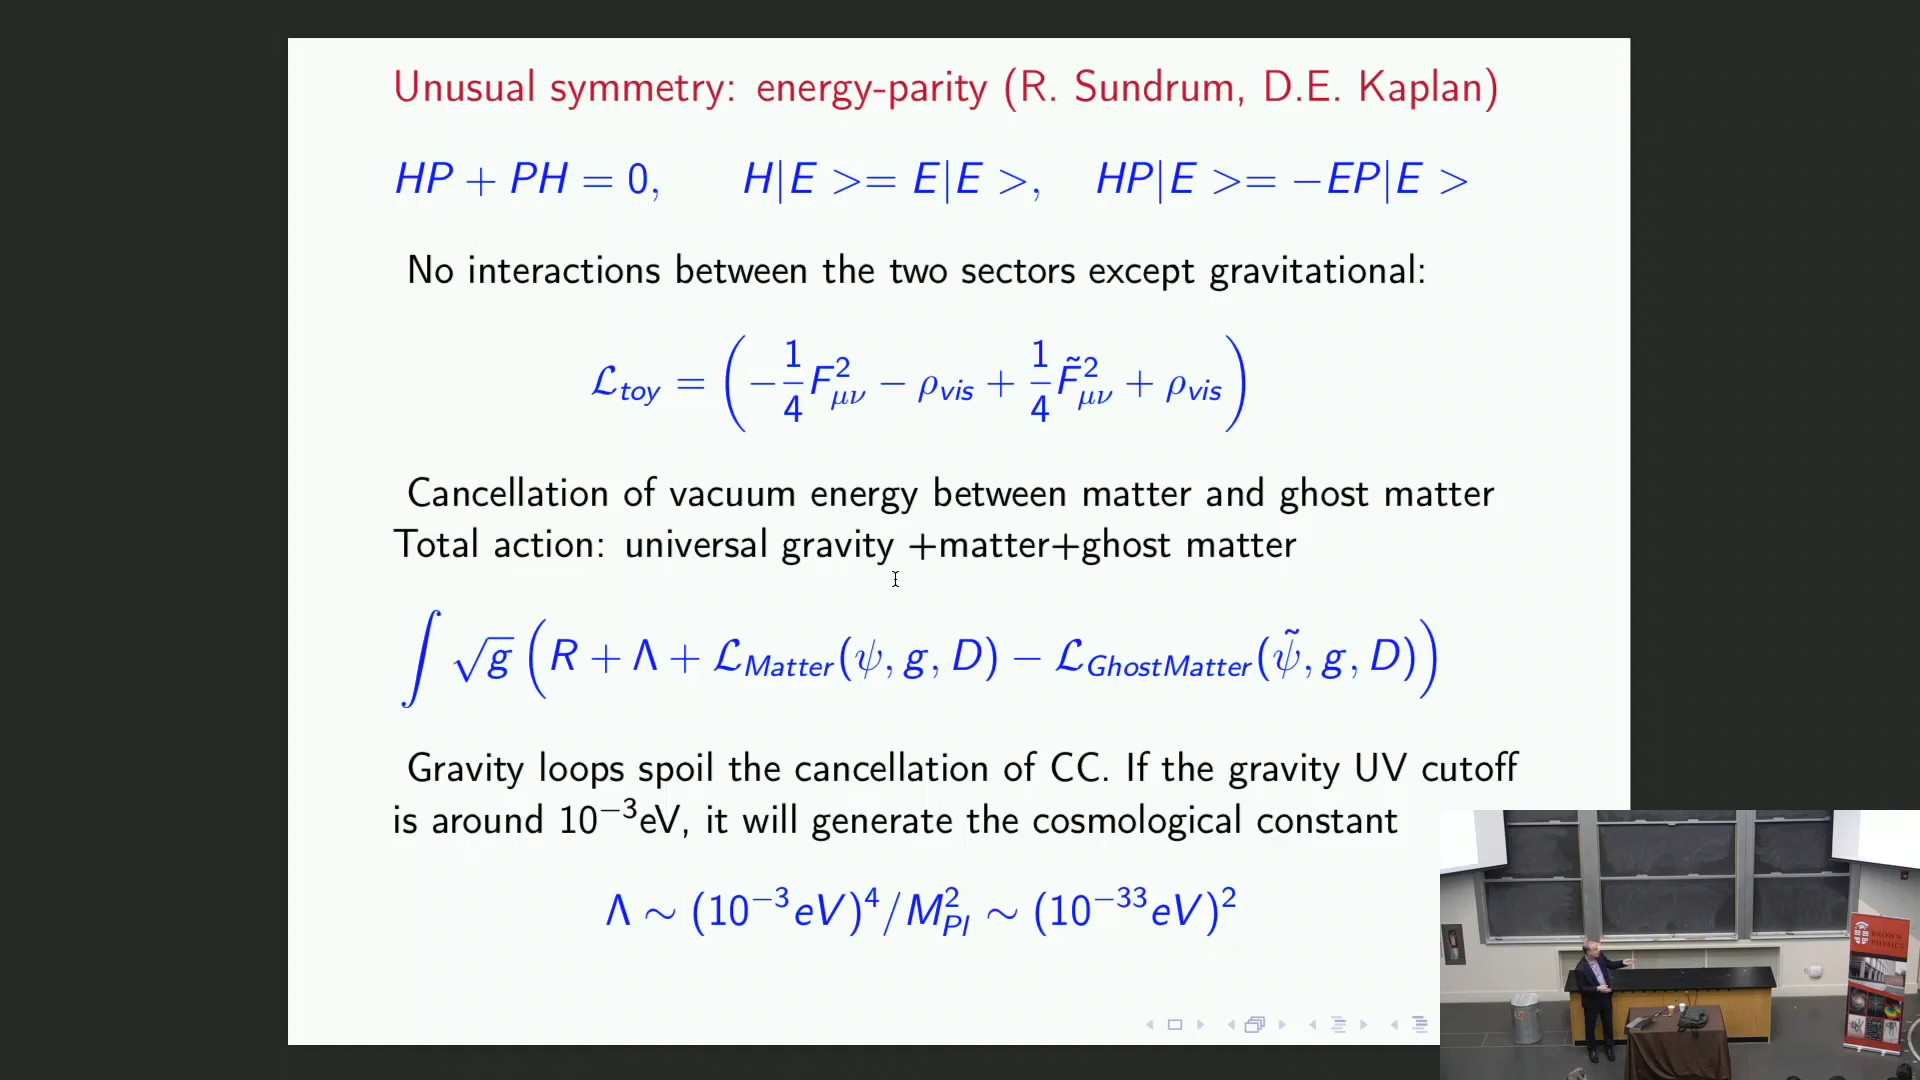 Unusual symmetry: energy-parity (R. Sundrum, D.E. Kaplan)
HP + PH = 0,   H|E >= E|E >,   HP|E >= −EP|E >
No interactions between the two sectors except gravitational:
ℒ_toy = ( −1/4 F²_μν − ρ_vis + 1/4 F̃²_μν + ρ_vis )
Cancellation of vacuum energy between matter and ghost matter
Total action: universal gravity +matter+ghost matter
∫ √g ( R + Λ + ℒ_Matter(ψ, g, D) − ℒ_GhostMatter(ψ̃, g, D) )
Gravity loops spoil the cancellation of CC. If the gravity UV cutoff
is around 10⁻³eV, it will generate the cosmological constant
Λ ∼ (10⁻³eV)⁴/M²_Pl ∼ (10⁻³³eV)²
BROWN
PHYSICS